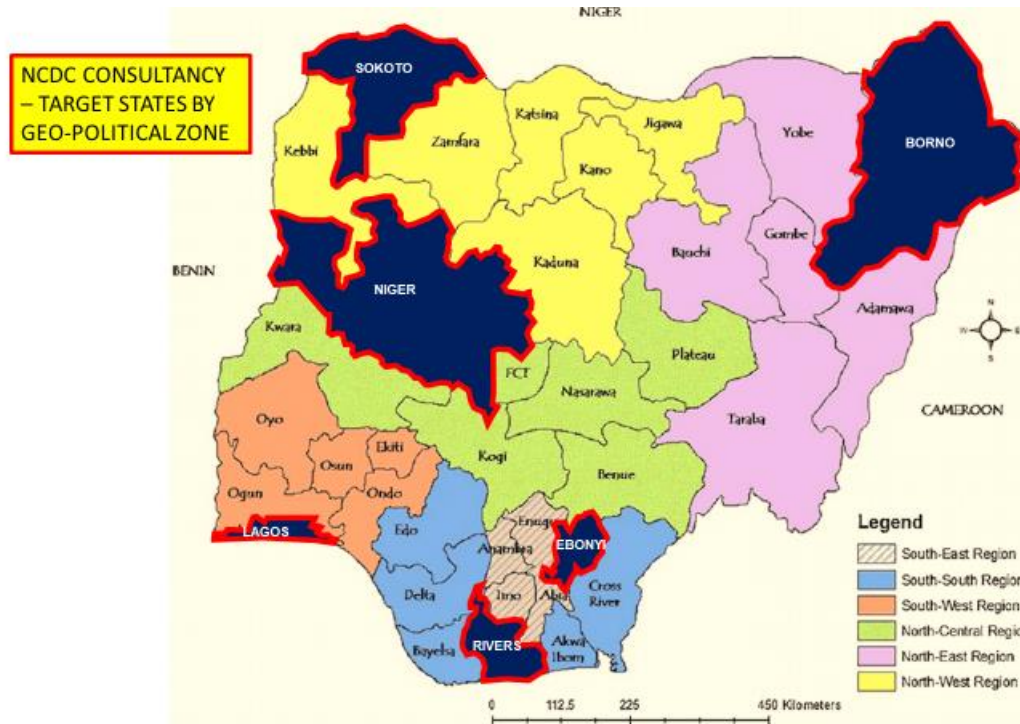 NIGER
NCDC CONSULTANCY
– TARGET STATES BY
GEO-POLITICAL ZONE
SOKOTO
Katsina
Jigawa
Yobe
BORNO
Kebbi
Zamfara
Kano
Gombe
Bauchi
BENIN
Kaduna
NIGER
Adamawa
Kwara
N
W
E
S
FCT
Plateau
Nasarawa
Oyo
Taraba
CAMEROON
Ekiti
Osun
Kogi
Benue
Ogun
Ondo
LAGOS
Edo
Enugu
EBONYI
Anambra
Legend
South-East Region
South-South Region
South-West Region
North-Central Regio
North-East Region
North-West Region
Delta
Imo
Abia
Cross
River
Bayelsa
RIVERS
Akwa
Ibom
0 112.5 225 450 Kilometers